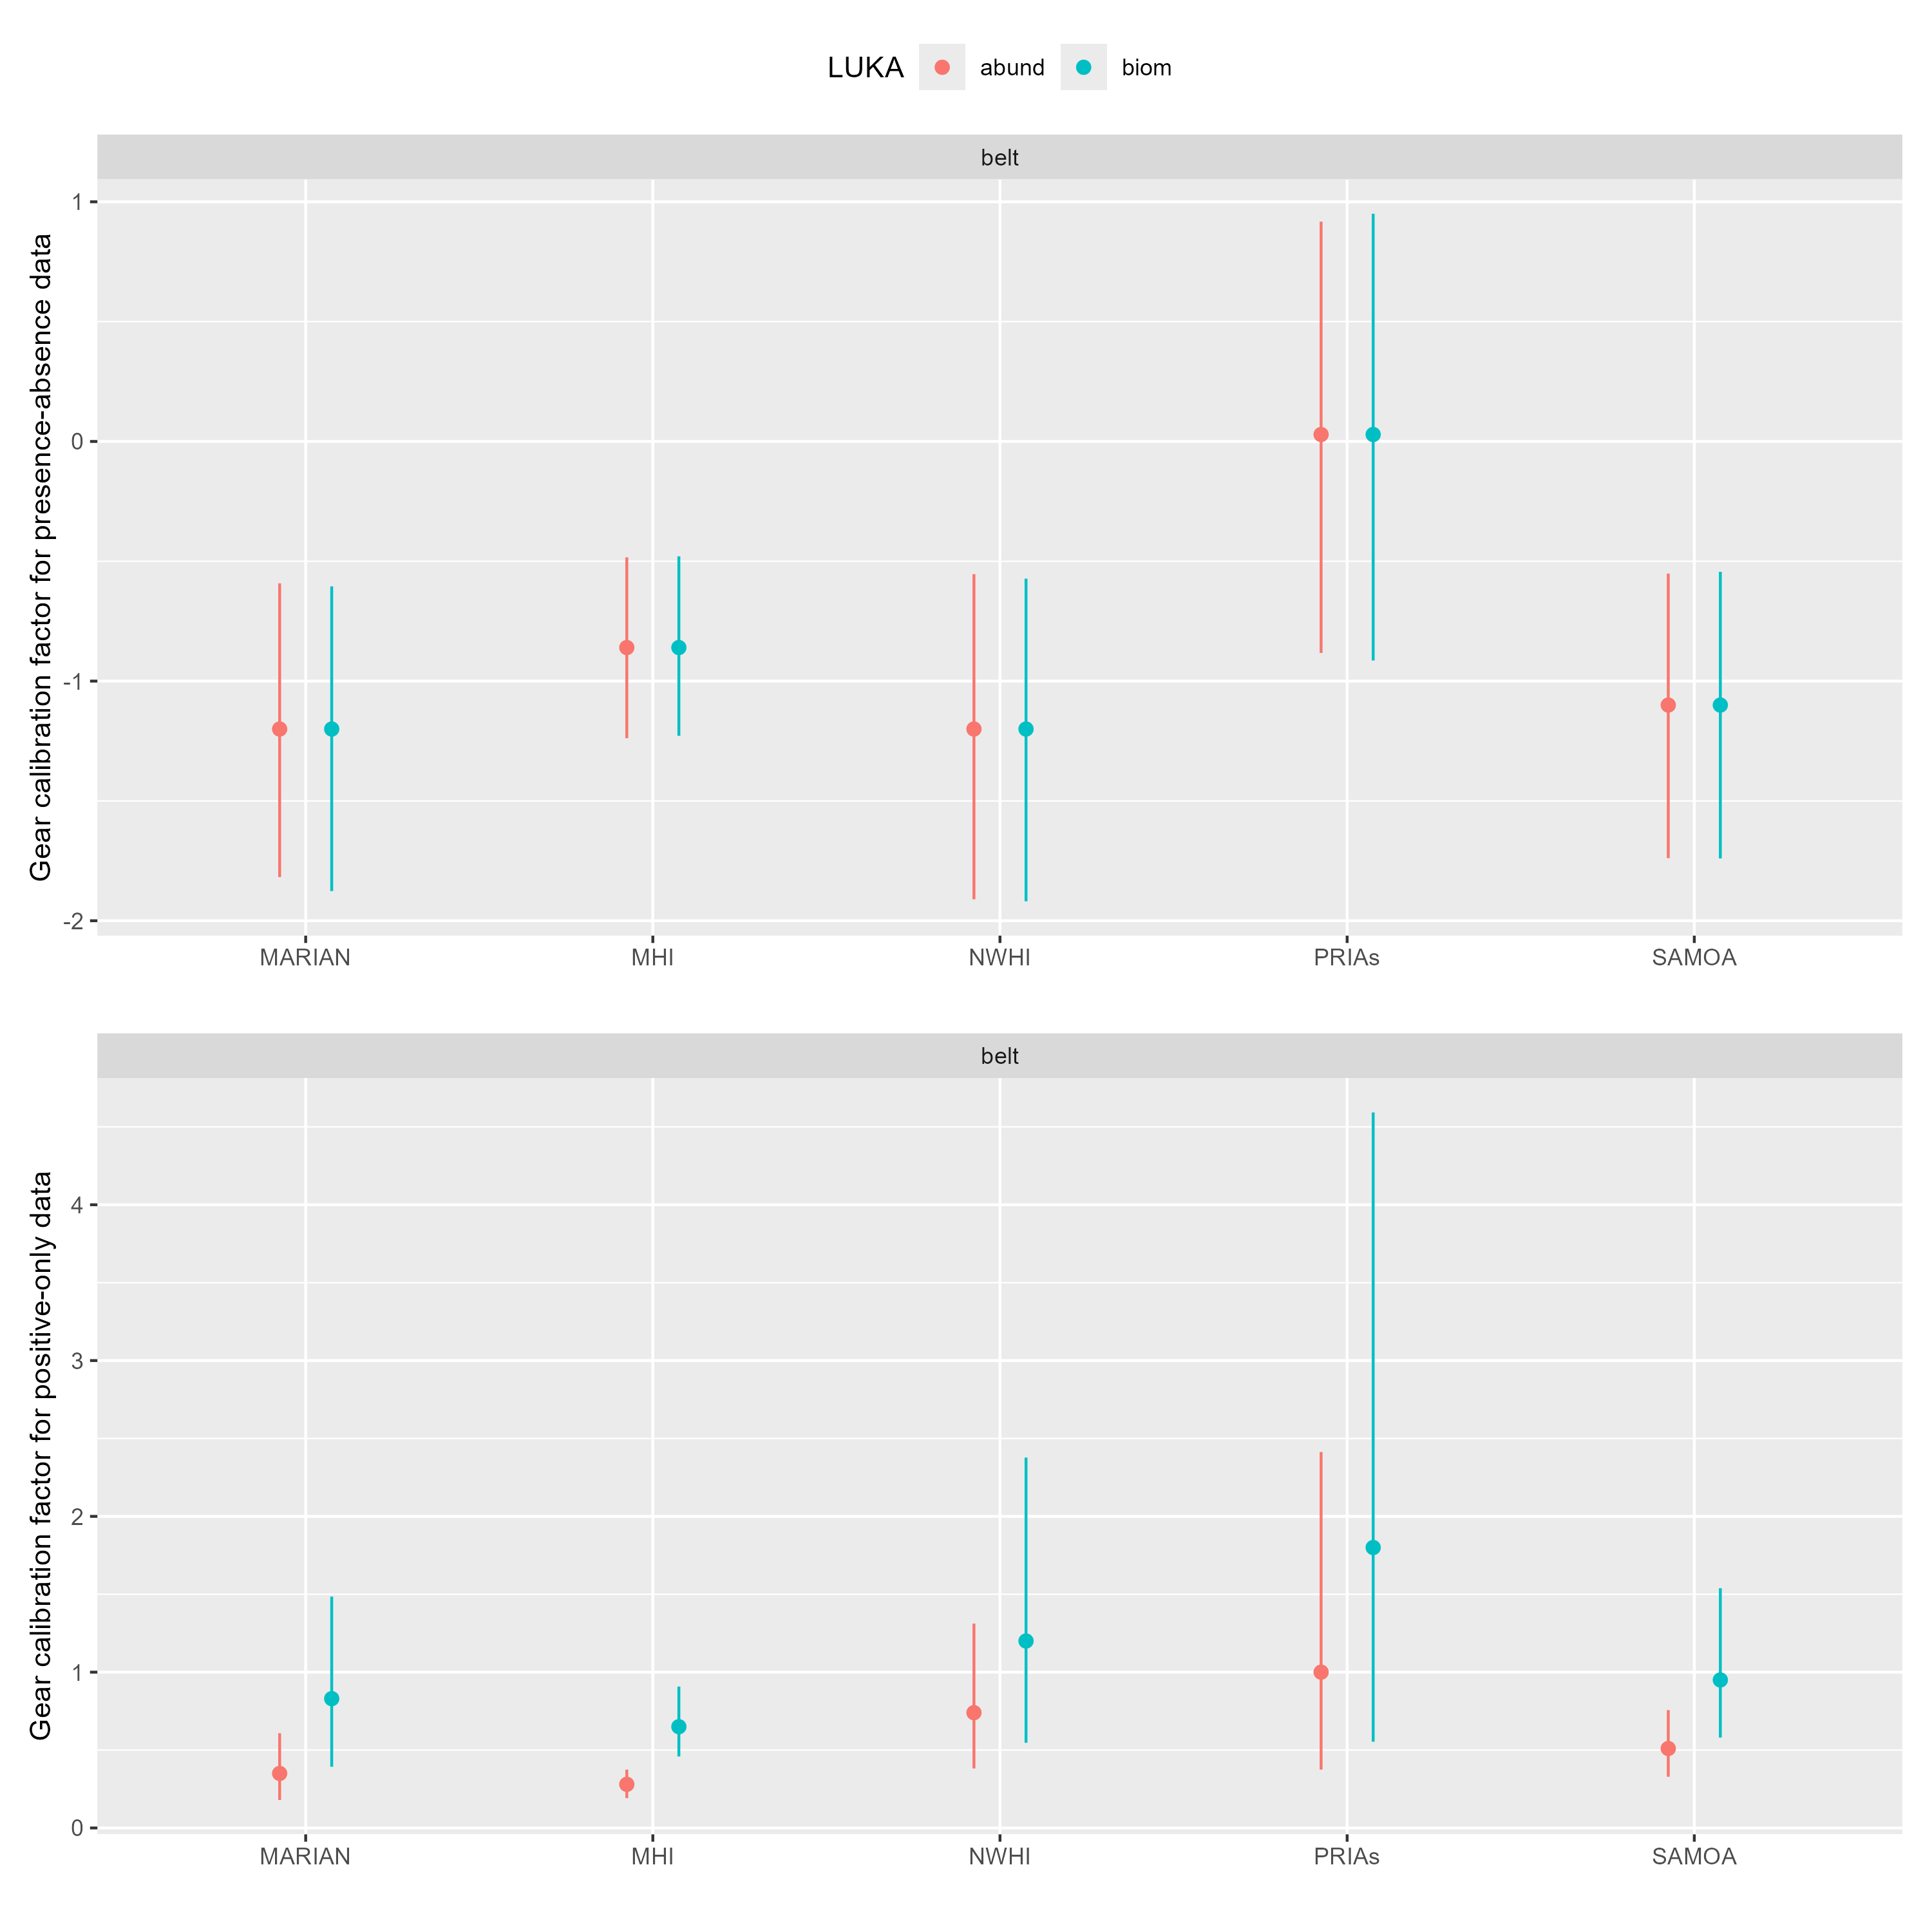 LUKA abund biom
belt
Gear calibration factor for presence-absence data
1
0
-1
-2
MARIAN MHI NWHI PRIAs SAMOA
belt
Gear calibration factor for positive-only data
4
3
2
1
0
MARIAN MHI NWHI PRIAs SAMOA